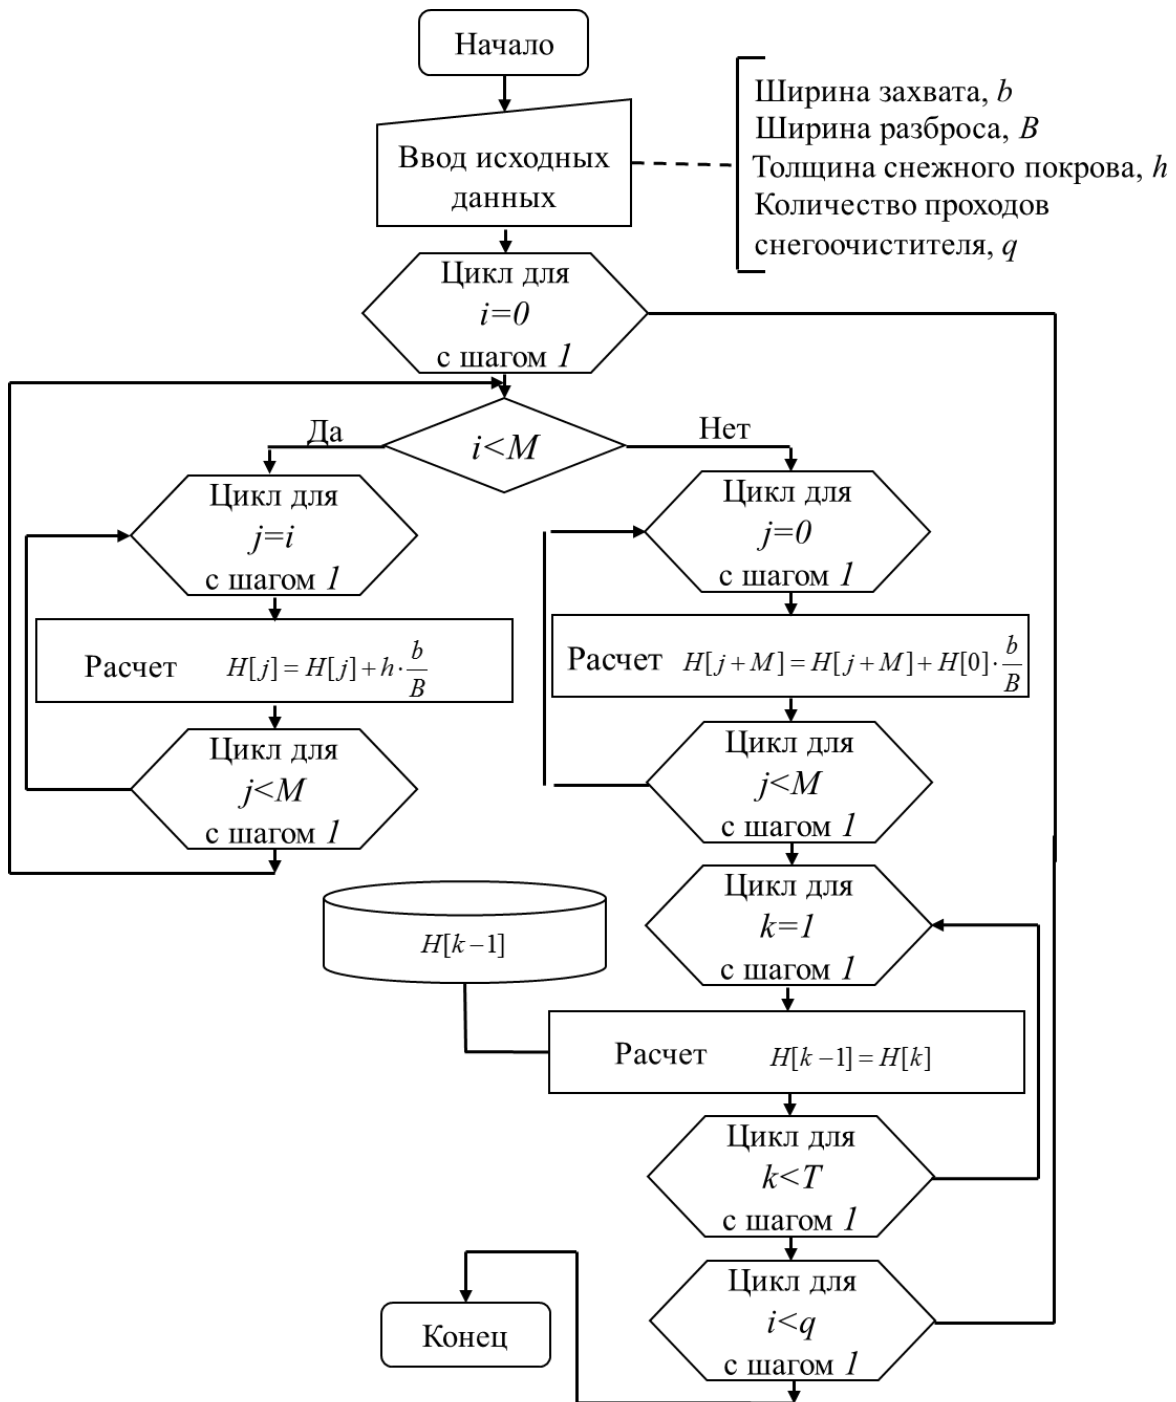 Начало
Ввод исходных
данных
Ширина захвата, b
Ширина разброса, B
Толщина снежного покрова, h
Количество проходов
снегоочистителя, q
Цикл для
i=0
с шагом 1
i<M
Да
Нет
Цикл для
j=i
с шагом 1
Расчет H[j]=H[j]+h·b/B
Цикл для
j<M
с шагом 1
Цикл для
j=0
с шагом 1
Расчет H[j+M]=H[j+M]+H[0]·b/B
Цикл для
j<M
с шагом 1
Цикл для
k=1
с шагом 1
H[k−1]
Расчет H[k−1]=H[k]
Цикл для
k<T
с шагом 1
Цикл для
i<q
с шагом 1
Конец